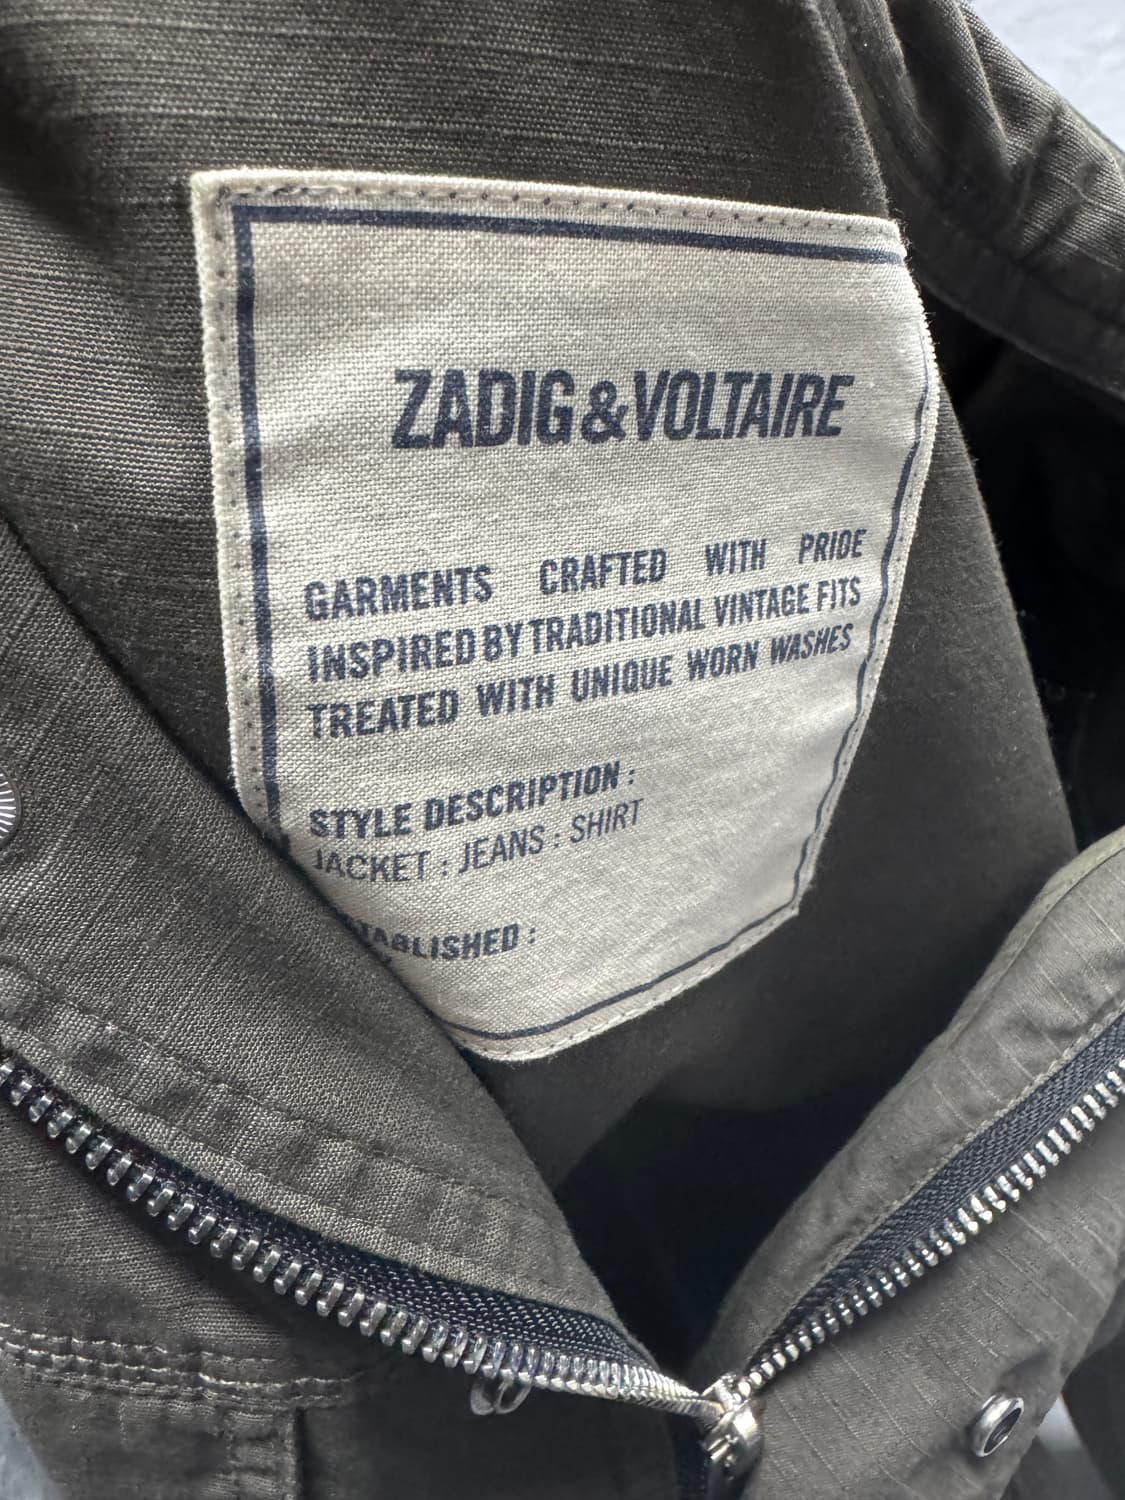 ZADIG&VOLTAIRE
GARMENTS CRAFTED WITH PRIDE
INSPIRED BY TRADITIONAL VINTAGE FITS
TREATED WITH UNIQUE WORN WASHES
STYLE DESCRIPTION :
JACKET : JEANS : SHIRT
ESTABLISHED :